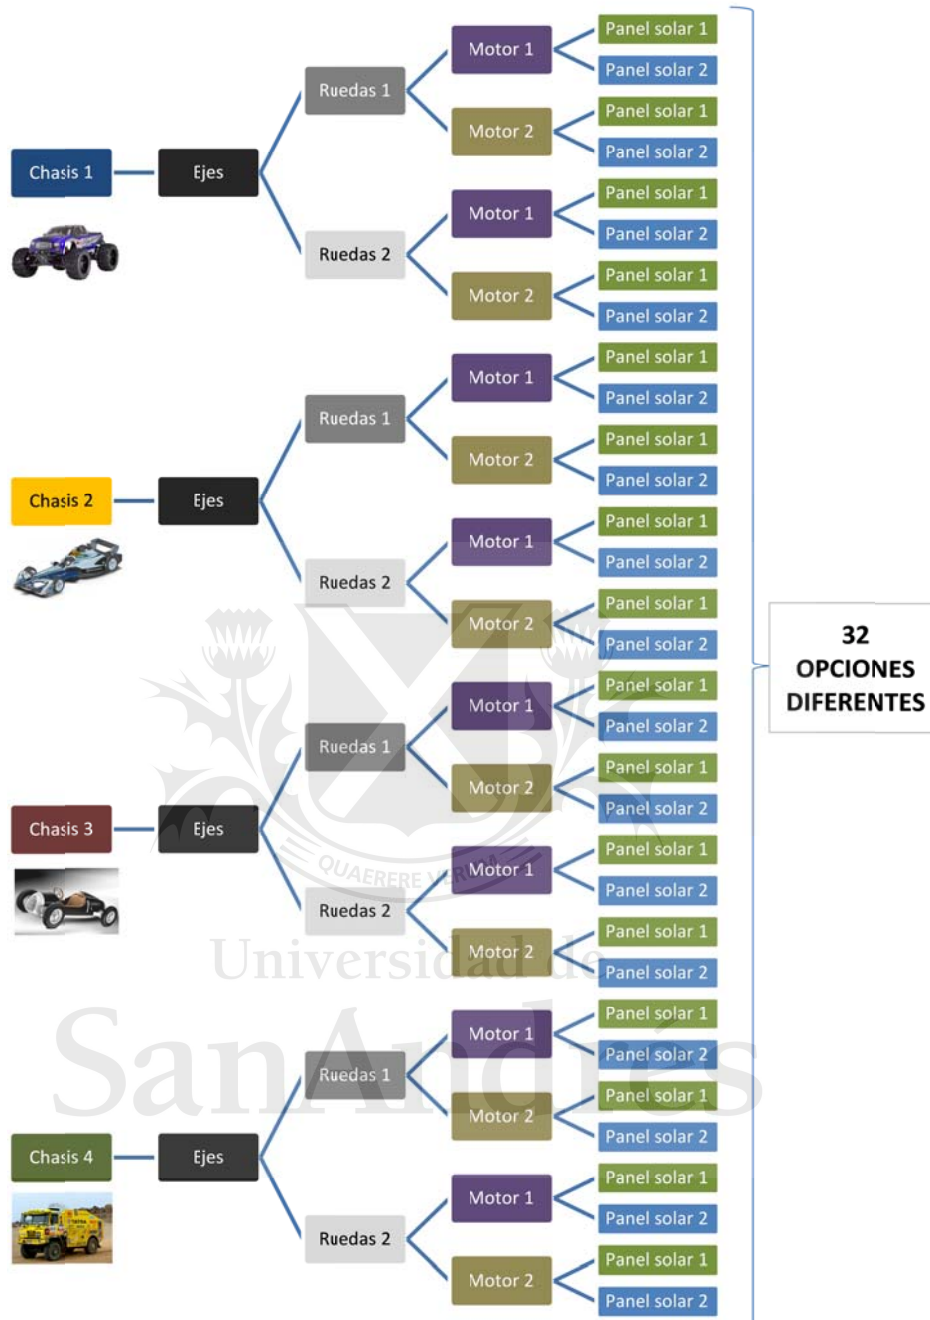 Panel solar 1
Motor 1
Panel solar 2
Ruedas 1
Panel solar 1
Motor 2
Panel solar 2
Chasis 1
Ejes
Panel solar 1
Motor 1
Panel solar 2
Ruedas 2
Panel solar 1
Motor 2
Panel solar 2
Panel solar 1
Motor 1
Panel solar 2
Ruedas 1
Panel solar 1
Motor 2
Panel solar 2
Chasis 2
Ejes
Panel solar 1
Motor 1
Panel solar 2
Ruedas 2
Panel solar 1
Motor 2
Panel solar 2
32
OPCIONES
DIFERENTES
Panel solar 1
Motor 1
Panel solar 2
Ruedas 1
Panel solar 1
Motor 2
Panel solar 2
Chasis 3
Ejes
Panel solar 1
Motor 1
Panel solar 2
QUAERERE VERUM
Ruedas 2
Panel solar 1
Motor 2
Panel solar 2
Universidad de
SanAndrés
Panel solar 1
Motor 1
Panel solar 2
Ruedas 1
Panel solar 1
Motor 2
Panel solar 2
Chasis 4
Ejes
Panel solar 1
Motor 1
Panel solar 2
TATRA
Ruedas 2
Panel solar 1
Motor 2
Panel solar 2